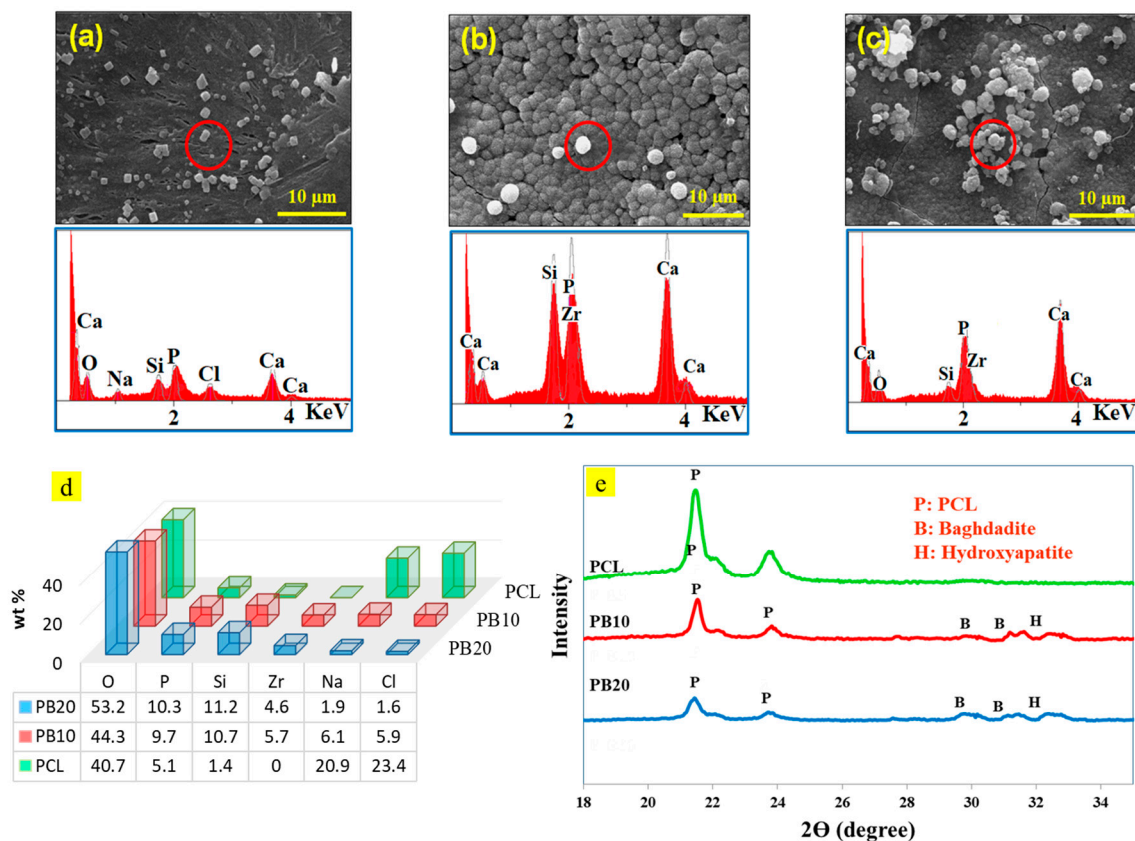 (a)
(b)
(c)
10 µm
10 µm
10 µm
Ca
O
Na
Si
P
Cl
Ca
Ca
2
4
KeV
Ca
Ca
Si
P
Zr
Ca
Ca
2
4
KeV
Ca
O
Si
P
Zr
Ca
Ca
2
4
KeV
d
wt %
40
20
0
PCL
PB10
PB20
O P Si Zr Na Cl
PB20 53.2 10.3 11.2 4.6 1.9 1.6
PB10 44.3 9.7 10.7 5.7 6.1 5.9
PCL 40.7 5.1 1.4 0 20.9 23.4
e
P
P: PCL
B: Baghdadite
H: Hydroxyapatite
Intensity
PCL
P
PB10
P
B B H
PB20
P
P
B B H
18 20 22 24 26 28 30 32 34
2Θ (degree)